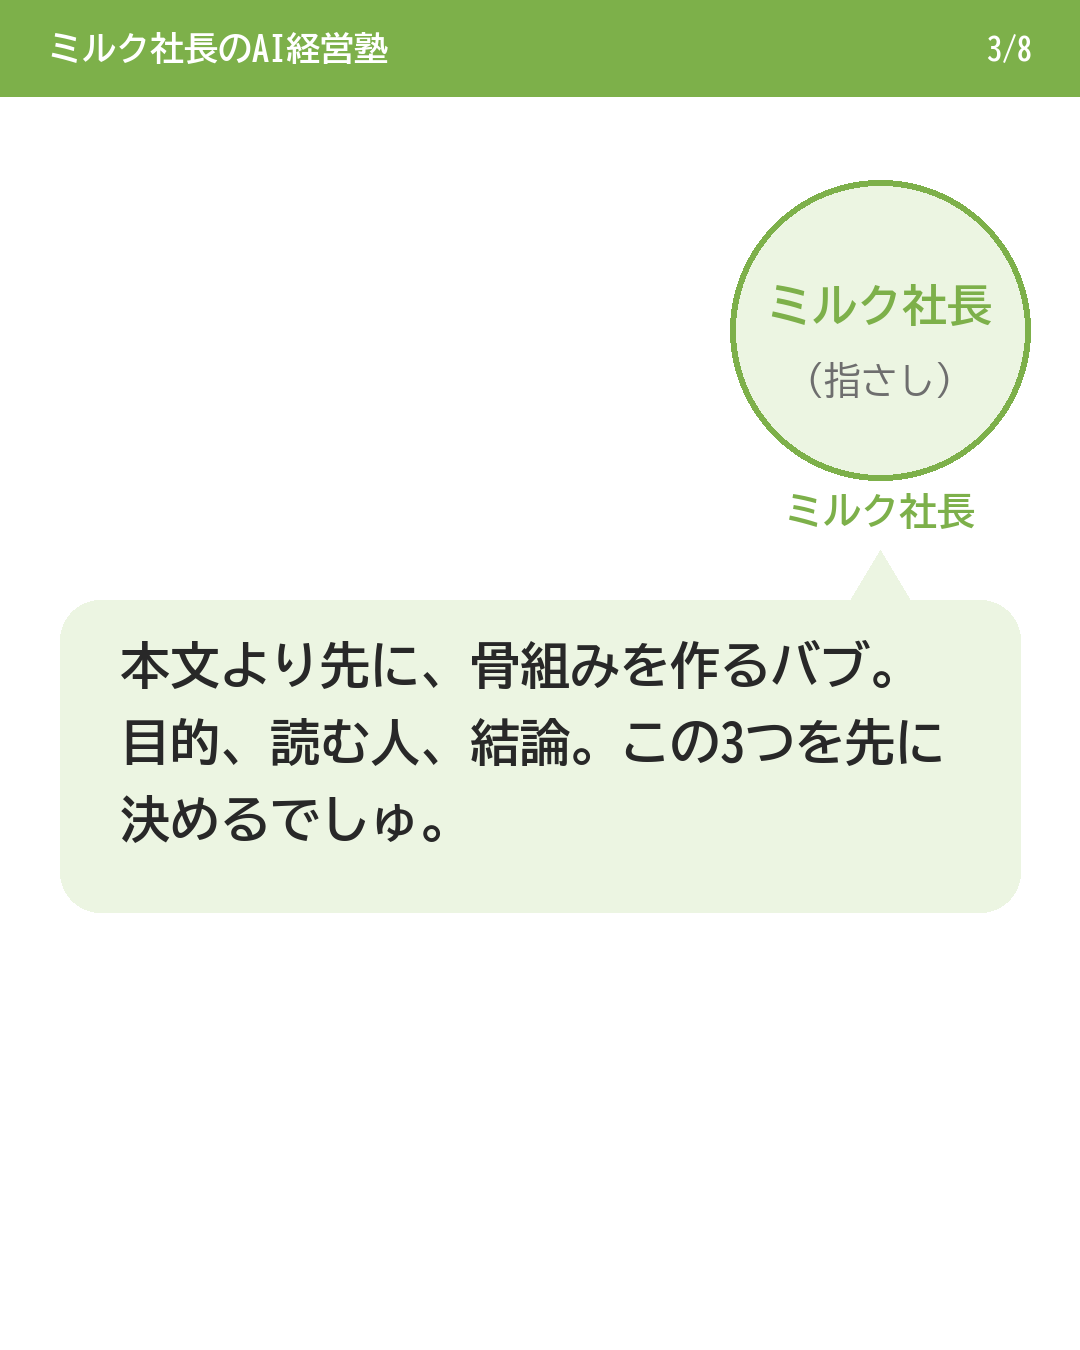 ミルク社長のAI経営塾
3/8
ミルク社長
（指さし）
ミルク社長
本文より先に、骨組みを作るバブ。
目的、読む人、結論。この3つを先に
決めるでしゅ。